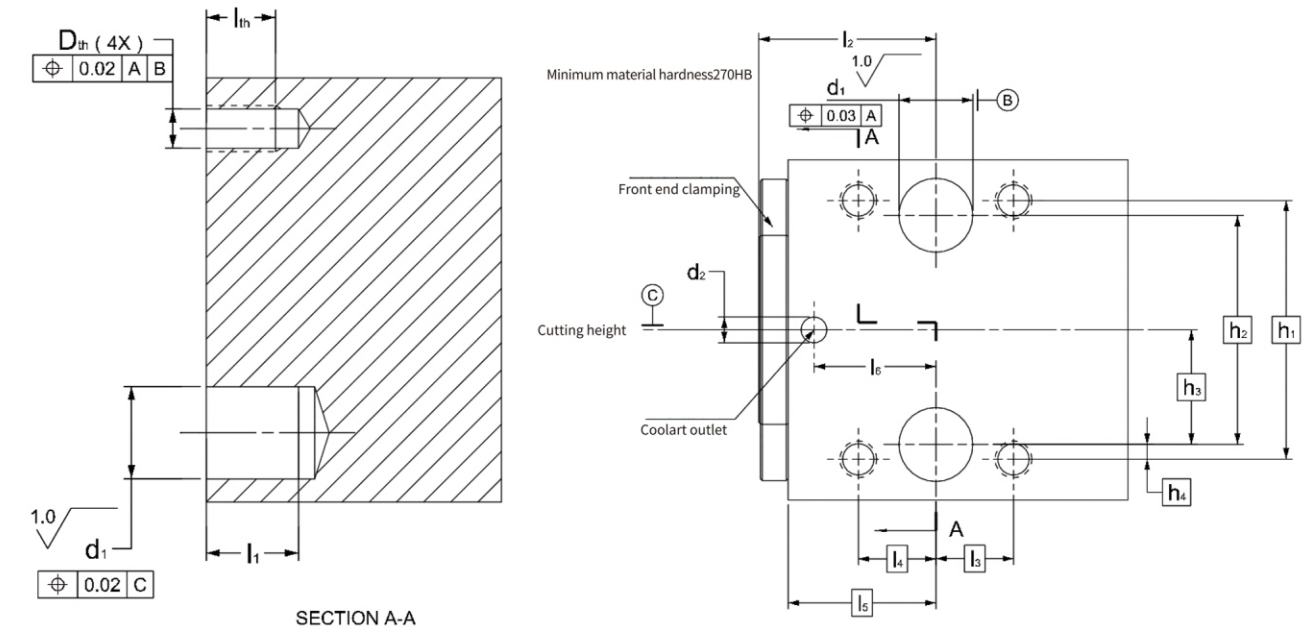 lth
Dth ( 4X )
⌖ 0.02 A B
1.0
d1
⌖ 0.02 C
l1
SECTION A-A
l2
1.0
Minimum material hardness270HB
d1
B
⌖ 0.03 A
A
Front end clamping
d2
C
Cutting height
l6
h2
h1
h3
Coolart outlet
h4
A
l4
l3
l5